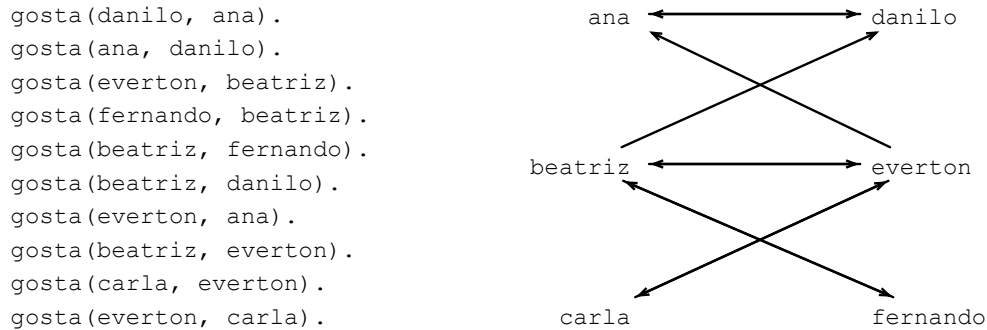 gosta(danilo, ana).
gosta(ana, danilo).
gosta(everton, beatriz).
gosta(fernando, beatriz).
gosta(beatriz, fernando).
gosta(beatriz, danilo).
gosta(everton, ana).
gosta(beatriz, everton).
gosta(carla, everton).
gosta(everton, carla).
ana danilo
beatriz everton
carla fernando